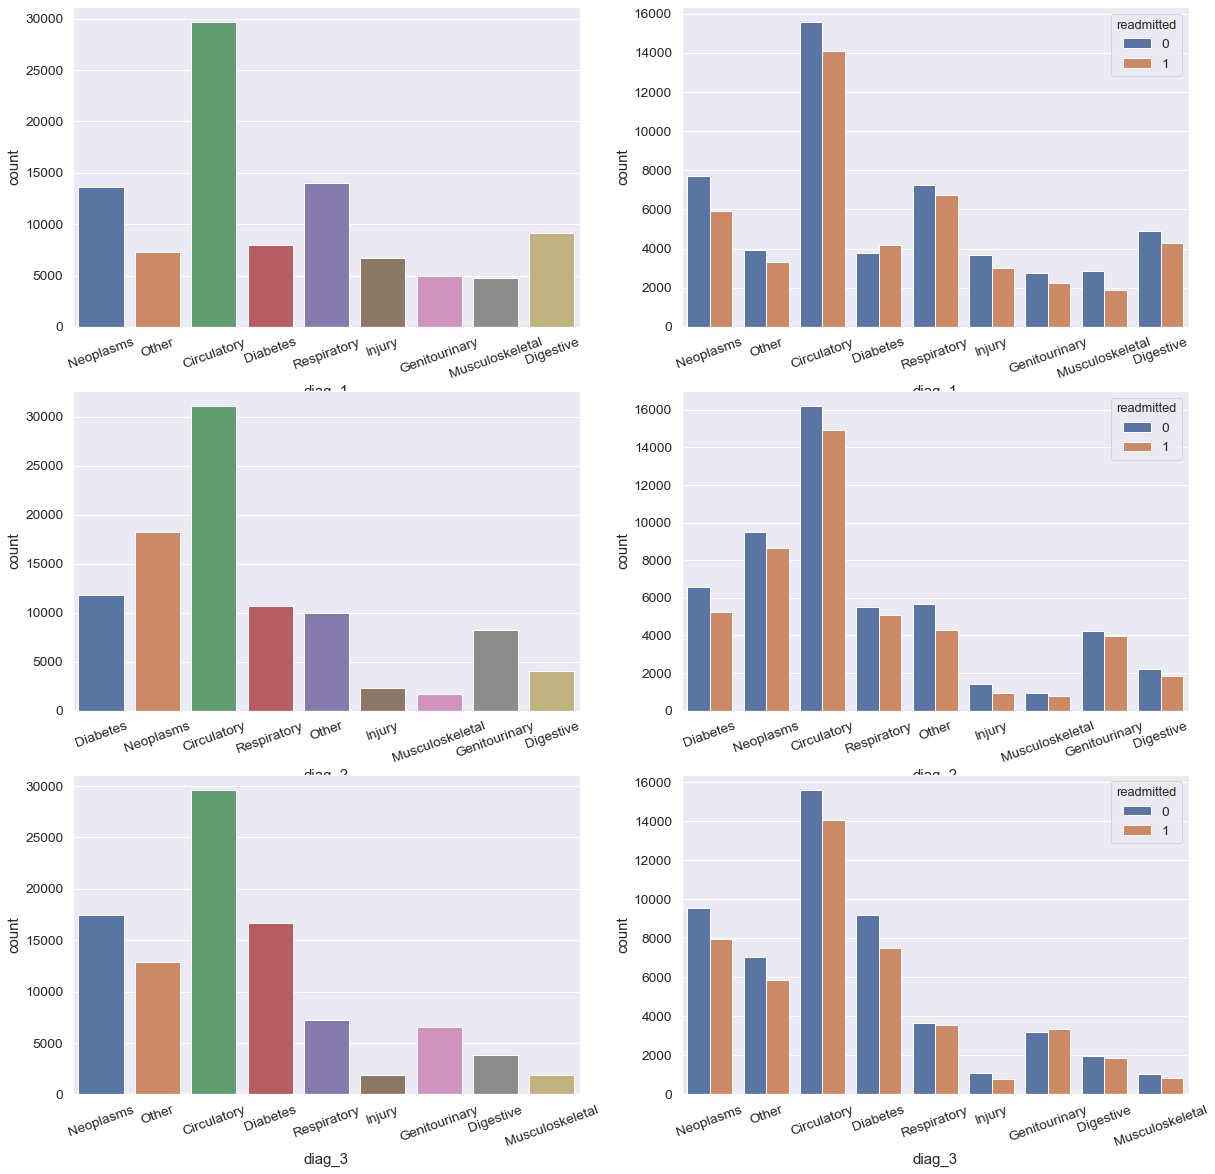 30000
25000
20000
15000
10000
5000
0
count
Neoplasms Other Circulatory Diabetes Respiratory Injury Genitourinary Musculoskeletal Digestive
diag_1
16000
14000
12000
10000
8000
6000
4000
2000
0
count
readmitted
0
1
Neoplasms Other Circulatory Diabetes Respiratory Injury Genitourinary Musculoskeletal Digestive
diag_1
30000
25000
20000
15000
10000
5000
0
count
Diabetes Neoplasms Circulatory Respiratory Other Injury Musculoskeletal Genitourinary Digestive
diag_2
16000
14000
12000
10000
8000
6000
4000
2000
0
count
readmitted
0
1
Diabetes Neoplasms Circulatory Respiratory Other Injury Musculoskeletal Genitourinary Digestive
diag_2
30000
25000
20000
15000
10000
5000
0
count
Neoplasms Other Circulatory Diabetes Respiratory Injury Genitourinary Digestive Musculoskeletal
diag_3
16000
14000
12000
10000
8000
6000
4000
2000
0
count
readmitted
0
1
Neoplasms Other Circulatory Diabetes Respiratory Injury Genitourinary Digestive Musculoskeletal
diag_3